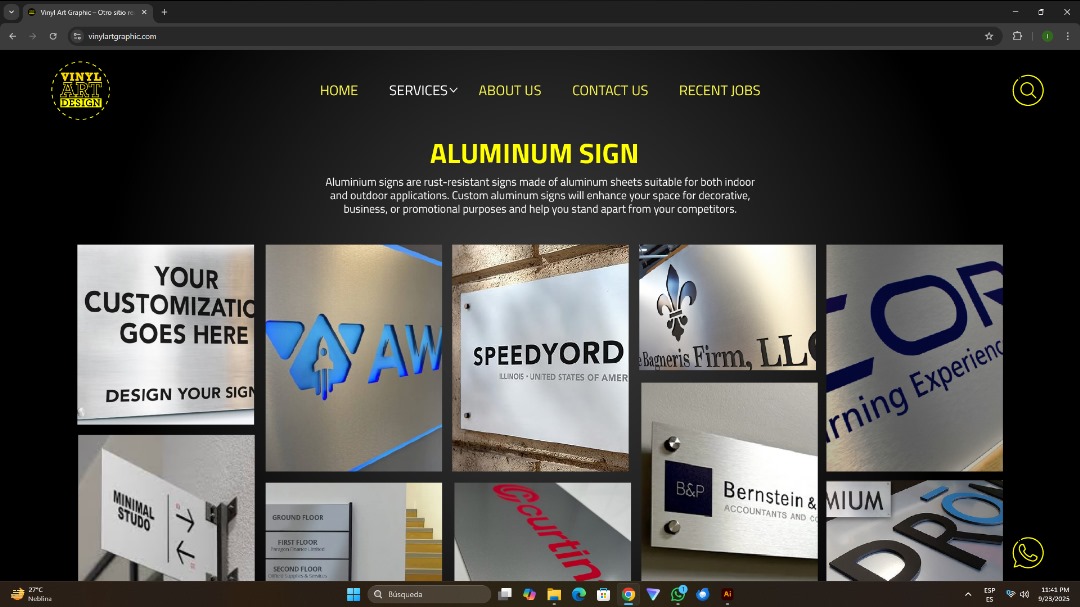 Vinyl Art Graphic – Otro sitio re
vinylartgraphic.com
VINYL
ART
DESIGN
HOME
SERVICES
ABOUT US
CONTACT US
RECENT JOBS
ALUMINUM SIGN
Aluminium signs are rust-resistant signs made of aluminum sheets suitable for both indoor
and outdoor applications. Custom aluminum signs will enhance your space for decorative,
business, or promotional purposes and help you stand apart from your competitors.
YOUR
CUSTOMIZATIO
GOES HERE
DESIGN YOUR SIGN
AW
SPEEDYORD
ILLINOIS • UNITED STATES OF AMER
e Bagneris Firm, LLC
FOR
rning Experienc
MINIMAL
STUDO
GROUND FLOOR
FIRST FLOOR
SECOND FLOOR
©curtin
B&P
Bernstein &
ACCOUNTANTS AND CO
MIUM
DRIO
27°C
Neblina
Búsqueda
ESP
ES
11:41 PM
9/23/2025